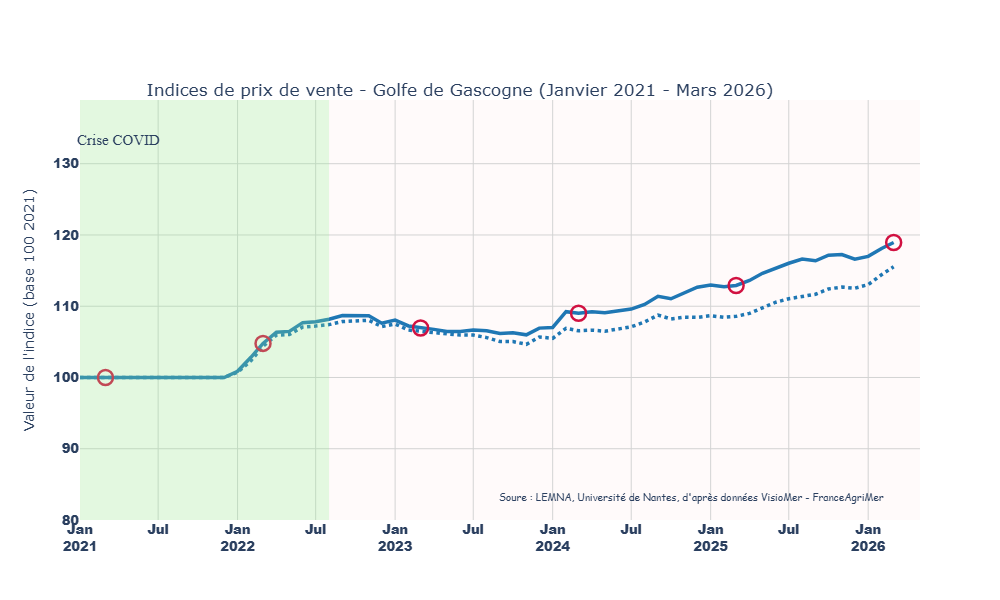 Indices de prix de vente - Golfe de Gascogne (Janvier 2021 - Mars 2026)
Crise COVID
Valeur de l'indice (base 100 2021)
130
120
110
100
90
80
Soure : LEMNA, Université de Nantes, d'après données VisioMer - FranceAgriMer
Jan Jul Jan Jul Jan Jul Jan Jul Jan Jul Jan
2021 2022 2023 2024 2025 2026